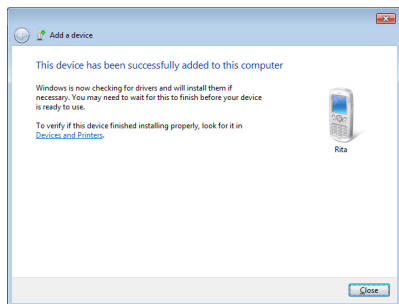 Add a device
This device has been successfully added to this computer
Windows is now checking for drivers and will install them if
necessary. You may need to wait for this to finish before your device
is ready to use.
To verify if this device finished installing properly, look for it in
Devices and Printers.
Rita
Close